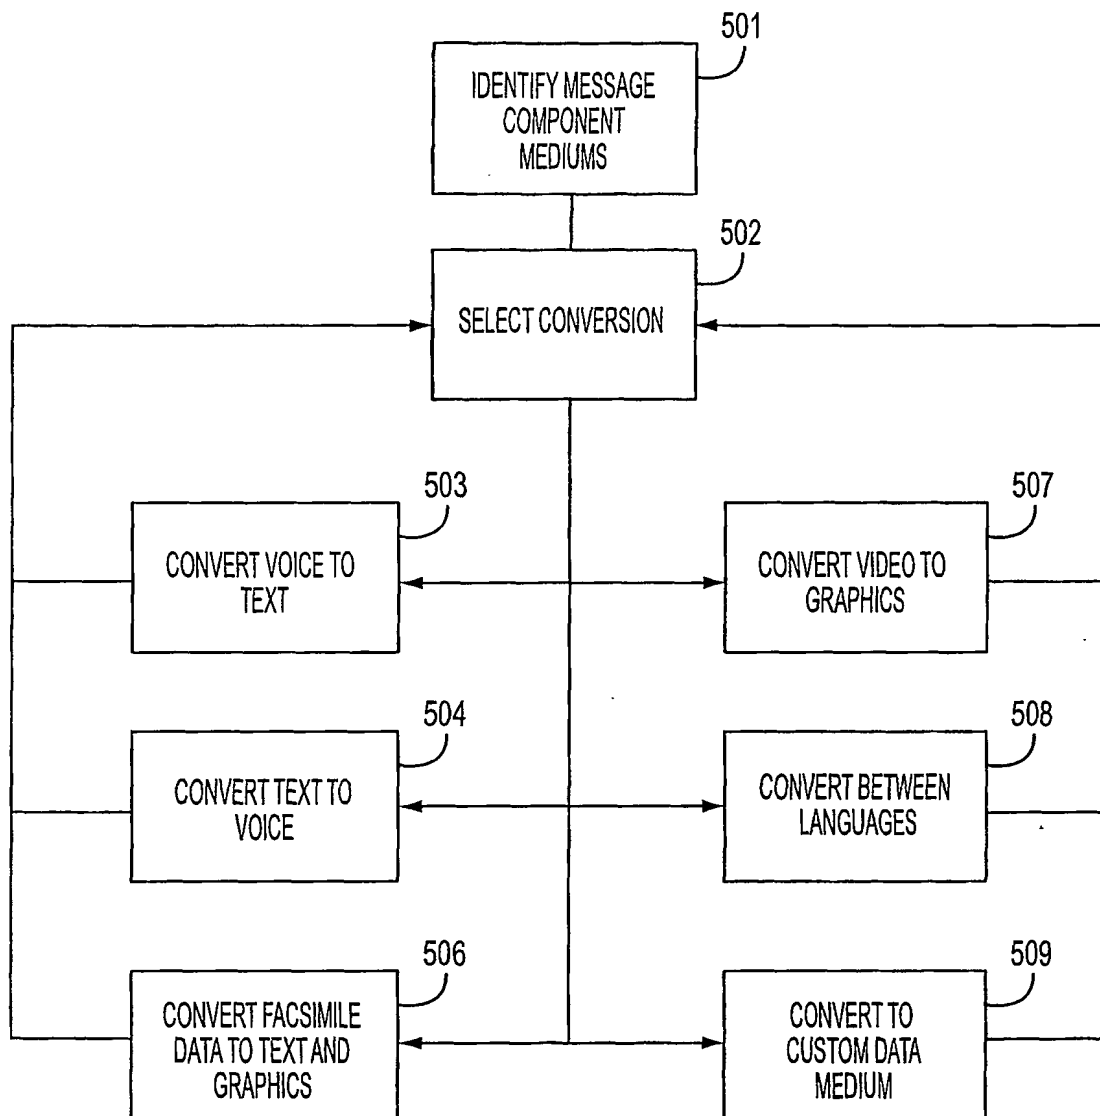 501
IDENTIFY MESSAGE
COMPONENT
MEDIUMS
502
SELECT CONVERSION
503
CONVERT VOICE TO
TEXT
507
CONVERT VIDEO TO
GRAPHICS
504
CONVERT TEXT TO
VOICE
508
CONVERT BETWEEN
LANGUAGES
506
CONVERT FACSIMILE
DATA TO TEXT AND
GRAPHICS
509
CONVERT TO
CUSTOM DATA
MEDIUM